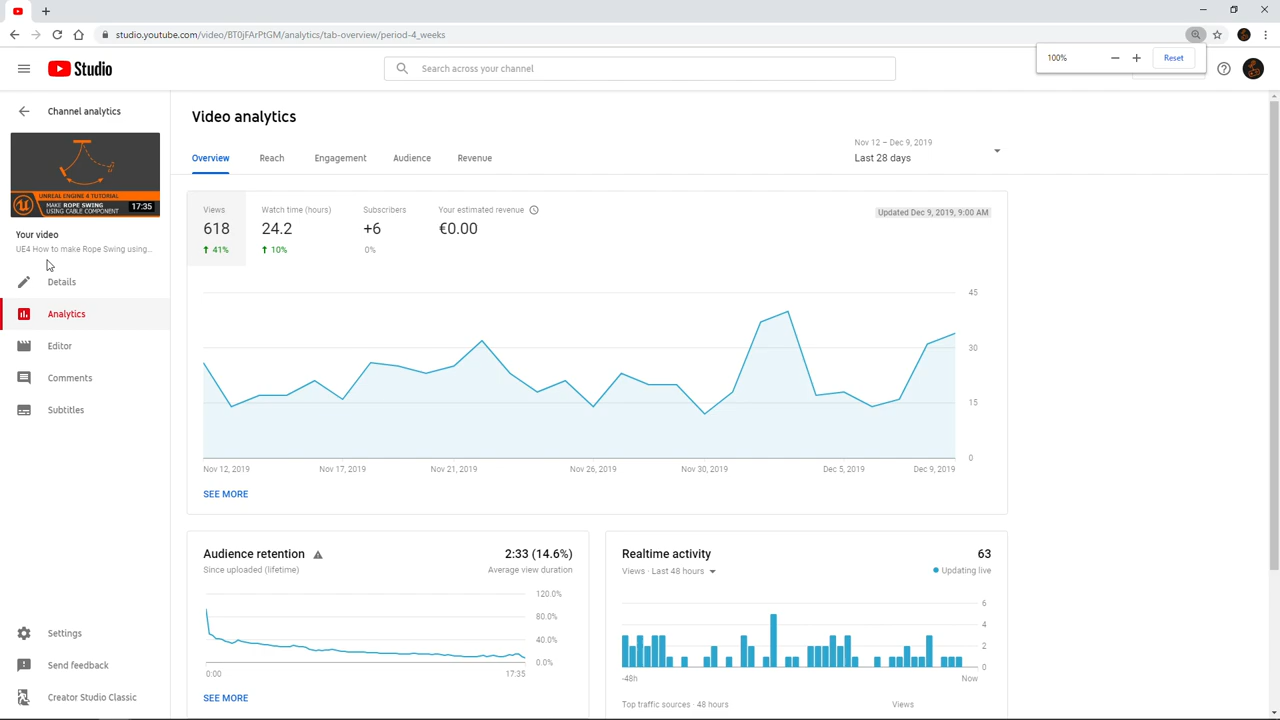 studio.youtube.com/video/BT0jFArPtGM/analytics/tab-overview/period-4_weeks
100%
Reset
Studio
Search across your channel
Channel analytics
UNREAL ENGINE 4 TUTORIAL
MAKE ROPE SWING
USING CABLE COMPONENT
17:35
Your video
UE4 How to make Rope Swing using...
Details
Analytics
Editor
Comments
Subtitles
Settings
Send feedback
Creator Studio Classic
Video analytics
Overview
Reach
Engagement
Audience
Revenue
Nov 12 – Dec 9, 2019
Last 28 days
Views
618
41%
Watch time (hours)
24.2
10%
Subscribers
+6
0%
Your estimated revenue
€0.00
Updated Dec 9, 2019, 9:00 AM
45
30
15
0
Nov 12, 2019
Nov 17, 2019
Nov 21, 2019
Nov 26, 2019
Nov 30, 2019
Dec 5, 2019
Dec 9, 2019
SEE MORE
Audience retention
2:33 (14.6%)
Since uploaded (lifetime)
Average view duration
120.0%
80.0%
40.0%
0.0%
0:00
17:35
SEE MORE
Realtime activity
63
Views · Last 48 hours
Updating live
6
4
2
0
-48h
Now
Top traffic sources · 48 hours
Views